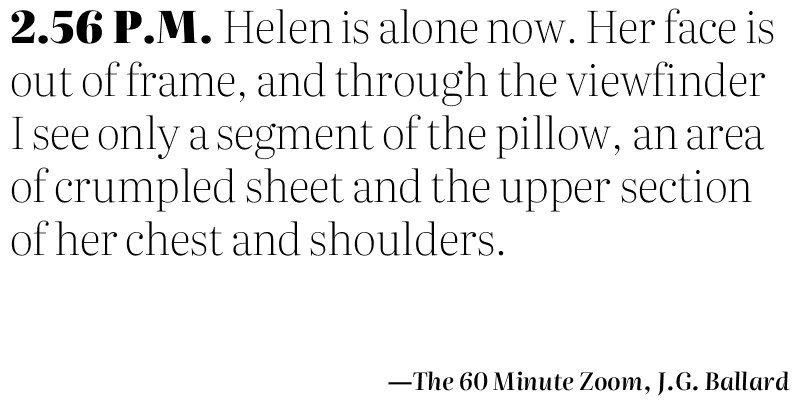 2.56 P.M. Helen is alone now. Her face is
out of frame, and through the viewfinder
I see only a segment of the pillow, an area
of crumpled sheet and the upper section
of her chest and shoulders.
—The 60 Minute Zoom, J.G. Ballard